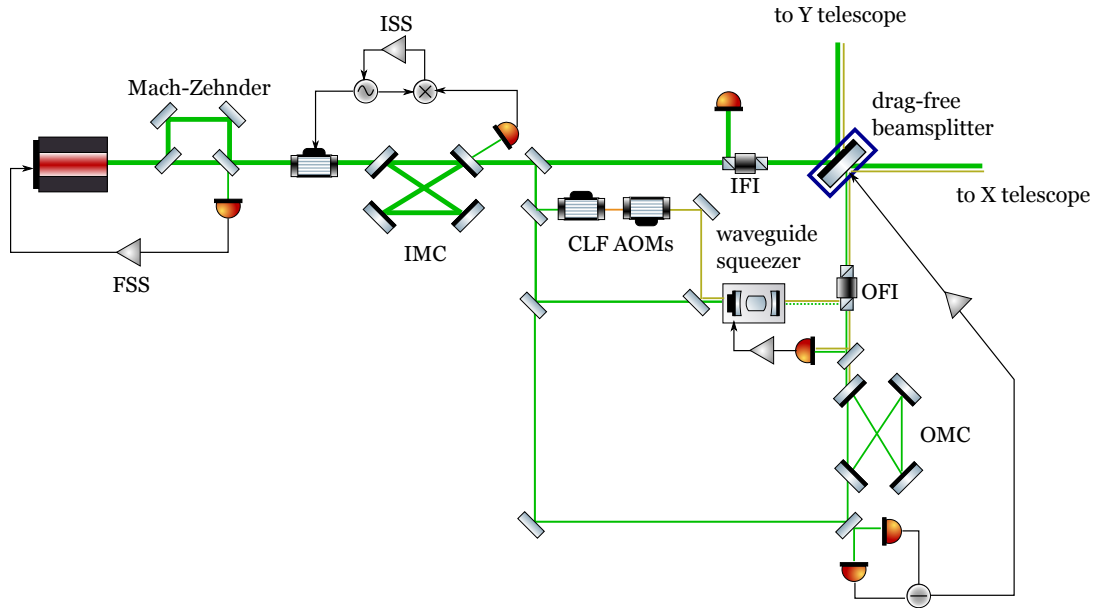 ISS
to Y telescope
Mach-Zehnder
drag-free
beamsplitter
IFI
to X telescope
IMC
CLF AOMs
waveguide
squeezer
FSS
OFI
OMC